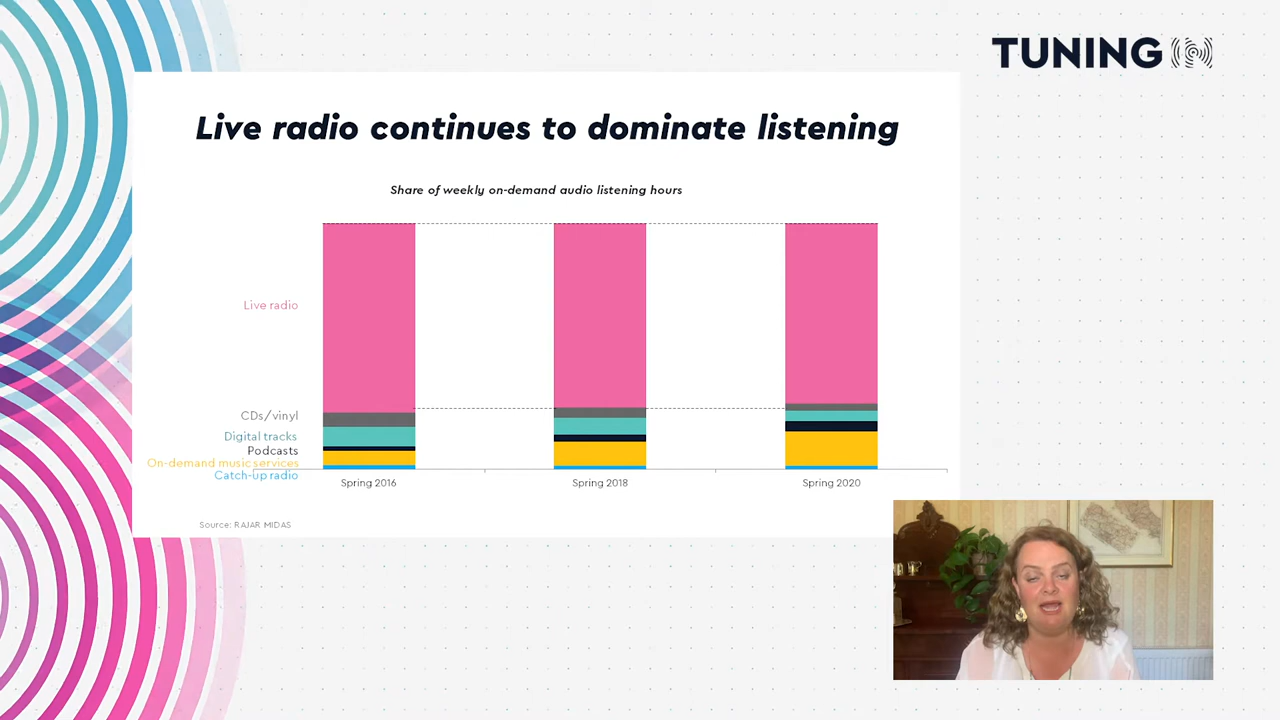 TUNING IN
Live radio continues to dominate listening
Share of weekly on-demand audio listening hours
Live radio
CDs/vinyl
Digital tracks
Podcasts
On-demand music services
Catch-up radio
Spring 2016
Spring 2018
Spring 2020
Source: RAJAR MIDAS